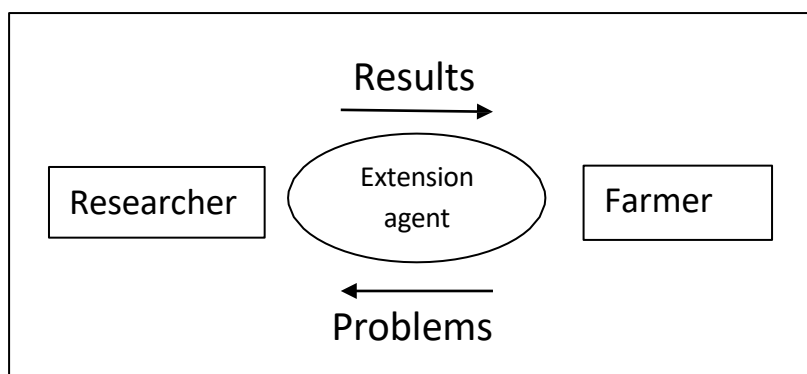 Results
Researcher
Extension
agent
Farmer
Problems